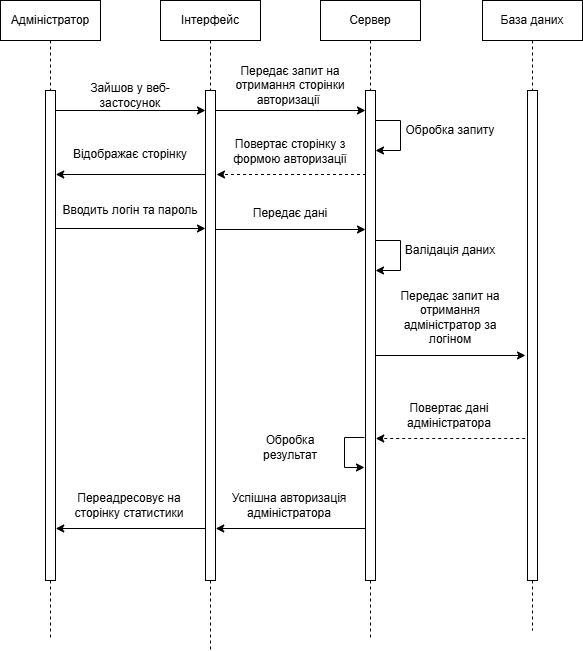 Адміністратор
Інтерфейс
Сервер
База даних
Зайшов у веб-
застосунок
Передає запит на
отримання сторінки
авторизації
Обробка запиту
Повертає сторінку з
формою авторизації
Відображає сторінку
Вводить логін та пароль
Передає дані
Валідація даних
Передає запит на
отримання
адміністратор за
логіном
Повертає дані
адміністратора
Обробка
результат
Успішна авторизація
адміністратора
Переадресовує на
сторінку статистики